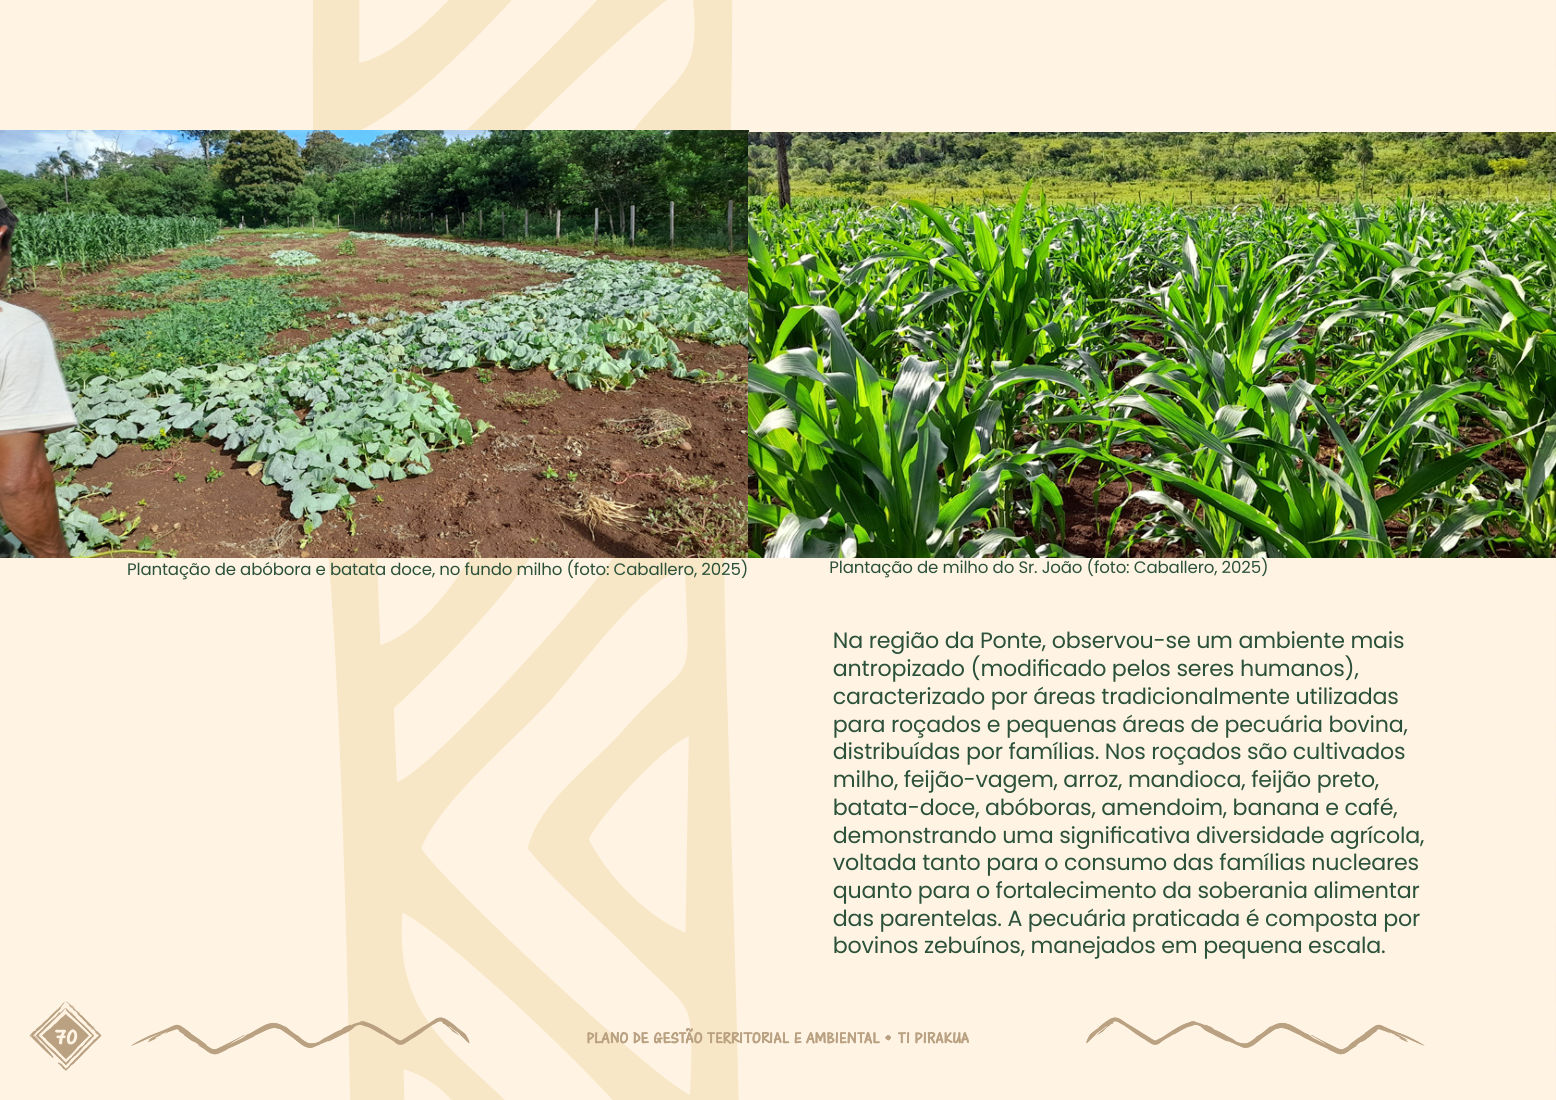 Plantação de abóbora e batata doce, no fundo milho (foto: Caballero, 2025)
Plantação de milho do Sr. João (foto: Caballero, 2025)
Na região da Ponte, observou-se um ambiente mais
antropizado (modificado pelos seres humanos),
caracterizado por áreas tradicionalmente utilizadas
para roçados e pequenas áreas de pecuária bovina,
distribuídas por famílias. Nos roçados são cultivados
milho, feijão-vagem, arroz, mandioca, feijão preto,
batata-doce, abóboras, amendoim, banana e café,
demonstrando uma significativa diversidade agrícola,
voltada tanto para o consumo das famílias nucleares
quanto para o fortalecimento da soberania alimentar
das parentelas. A pecuária praticada é composta por
bovinos zebuínos, manejados em pequena escala.
70
PLANO DE GESTÃO TERRITORIAL E AMBIENTAL • TI PIRAKUA